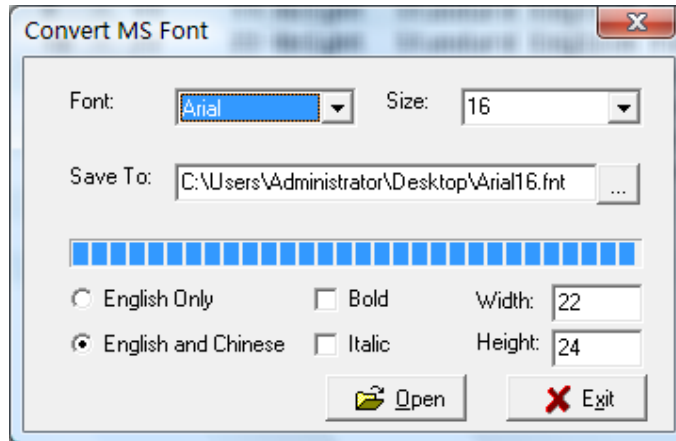 Convert MS Font
Font: Arial Size: 16
Save To: C:\Users\Administrator\Desktop\Arial16.fnt ...
English Only Bold Width: 22
English and Chinese Italic Height: 24
Open Exit